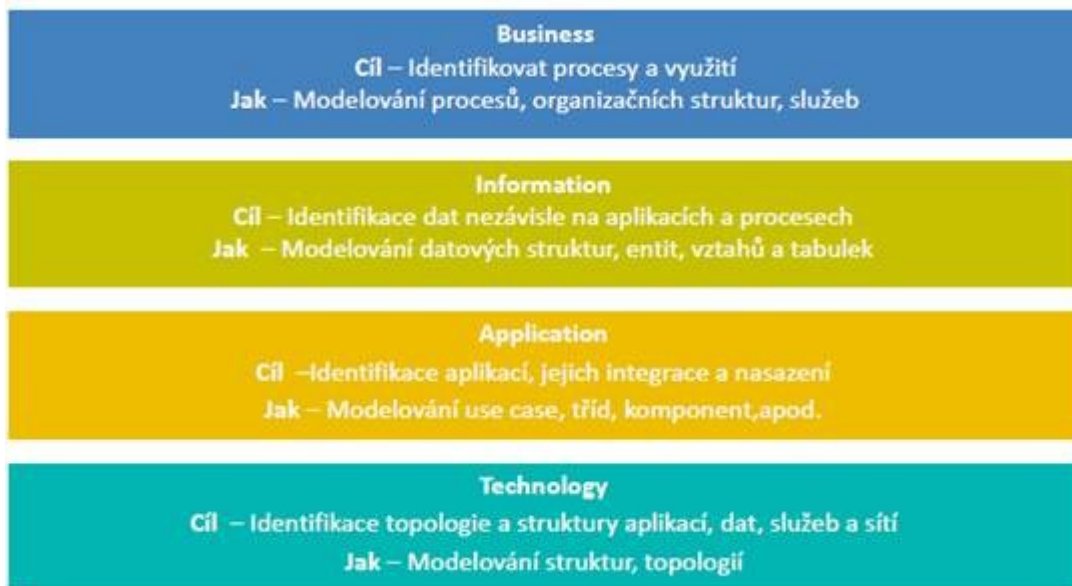 Business
Cíl – Identifikovat procesy a využití
Jak – Modelování procesů, organizačních struktur, služeb
Information
Cíl – Identifikace dat nezávisle na aplikacích a procesech
Jak – Modelování datových struktur, entit, vztahů a tabulek
Application
Cíl –Identifikace aplikací, jejich integrace a nasazení
Jak – Modelování use case, tříd, komponent,apod.
Technology
Cíl – Identifikace topologie a struktury aplikací, dat, služeb a sítí
Jak – Modelování struktur, topologií